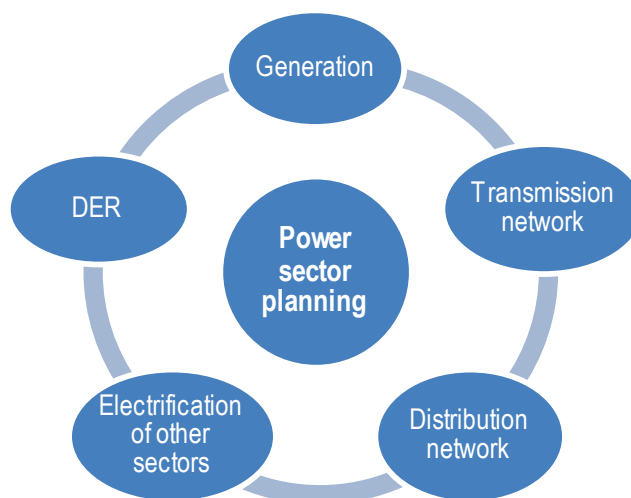 Generation
Transmission
network
Distribution
network
Electrification
of other
sectors
DER
Power
sector
planning